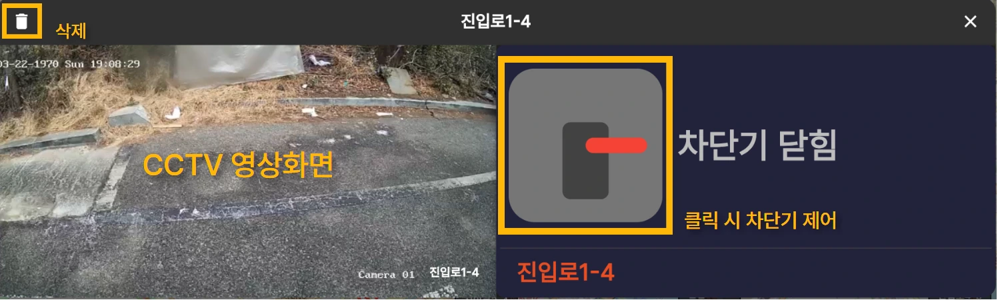 진입로1-4
삭제
03-22-1970 Sun 19:08:29
CCTV 영상화면
차단기 닫힘
클릭 시 차단기 제어
Camera 01
진입로1-4
진입로1-4